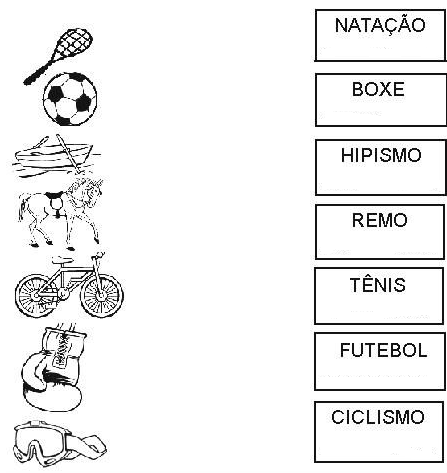 NATAÇÃO
BOXE
HIPISMO
REMO
TÊNIS
FUTEBOL
CICLISMO